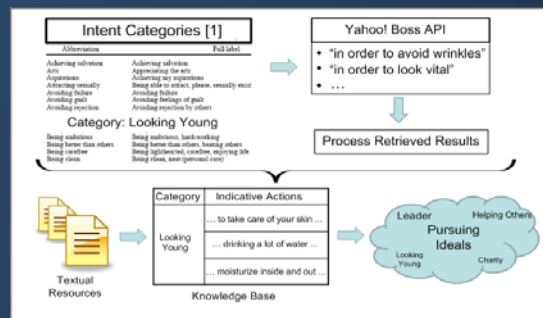 Intent Categories [1]
Abbreviation Full label
Achieving salvation Achieving salvation
Arts Appreciating the arts
Aspirations Achieving my aspirations
Attracting sexually Being able to attract, please, sexually excit
Avoiding failure Avoiding failure
Avoiding guilt Avoiding feelings of guilt
Avoiding rejection Avoiding rejection by others
Category: Looking Young
Being ambitious Being ambitious, hardworking
Being better than others Being better than others, beating others
Being carefree Being lighthearted, carefree, enjoying life
Being clean Being clean, neat (personal care)
Yahoo! Boss API
• "in order to avoid wrinkles"
• "in order to look vital"
• ...
Process Retrieved Results
Textual
Resources
Category Indicative Actions
Looking
Young
... to take care of your skin ...
... drinking a lot of water ...
... moisturize inside and out ...
Knowledge Base
Leader
Helping Others
Pursuing
Ideals
Looking
Young
Charity